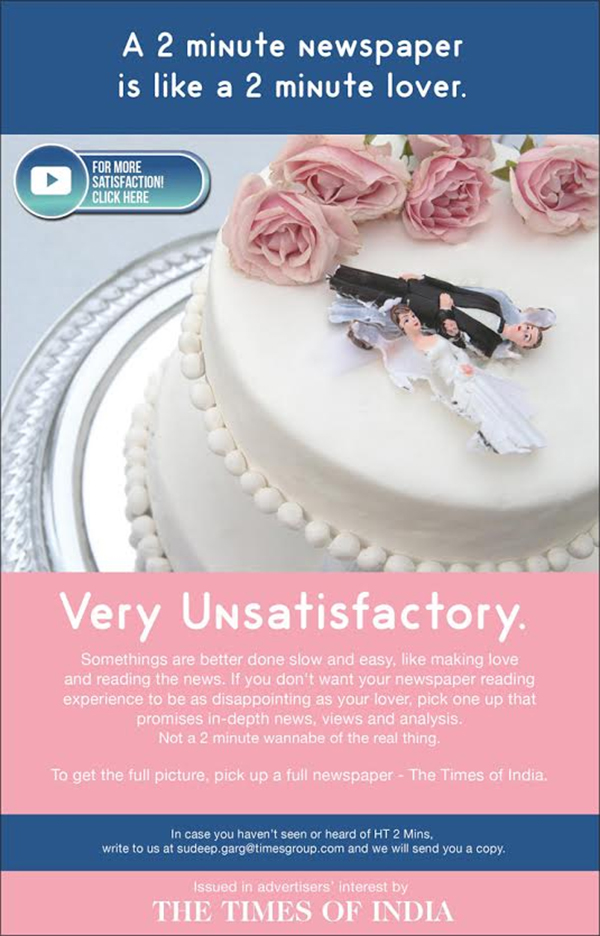 A 2 minute newspaper
is like a 2 minute lover.
FOR MORE
SATISFACTION!
CLICK HERE
Very Unsatisfactory.
Somethings are better done slow and easy, like making love
and reading the news. If you don't want your newspaper reading
experience to be as disappointing as your lover, pick one up that
promises in-depth news, views and analysis.
Not a 2 minute wannabe of the real thing.
To get the full picture, pick up a full newspaper - The Times of India.
In case you haven't seen or heard of HT 2 Mins,
write to us at sudeep.garg@timesgroup.com and we will send you a copy.
Issued in advertisers' interest by
THE TIMES OF INDIA